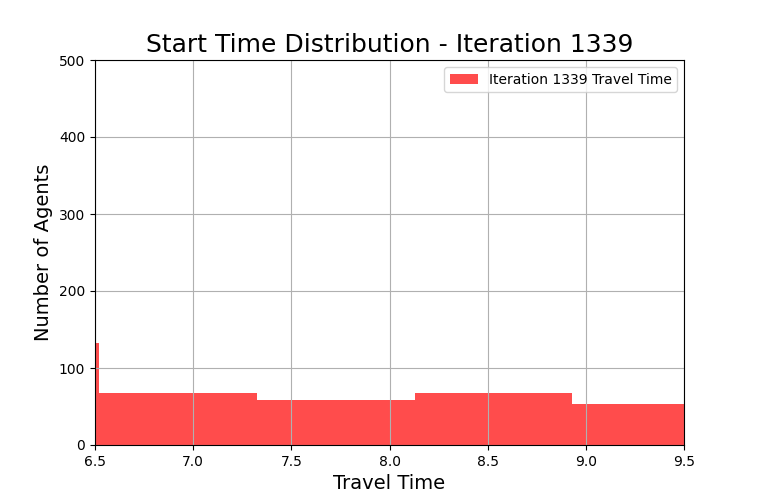 Start Time Distribution - Iteration 1339
Iteration 1339 Travel Time
Number of Agents
500
400
300
200
100
0
6.5 7.0 7.5 8.0 8.5 9.0 9.5
Travel Time